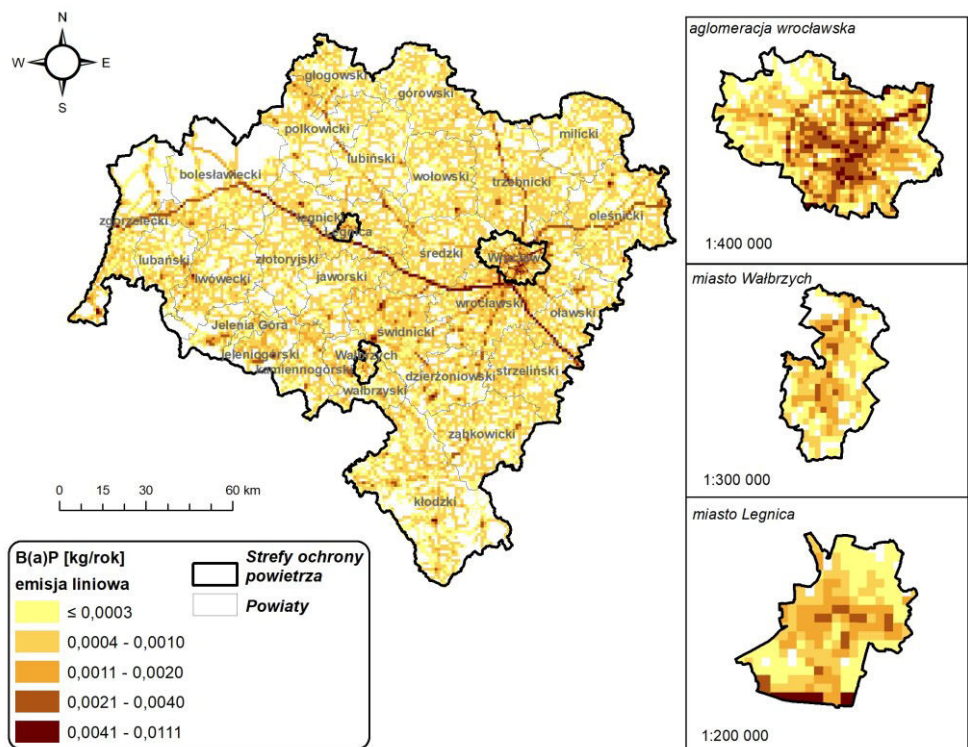 N
W
E
S
głogowski
górowski
polkowicki
milicki
lubiński
bolesławiecki
wołowski
trzebnicki
zgorzelecki
legnicki
Legnica
oleśnicki
lubański
złotoryjski
średzki
Wrocław
lwówecki
jaworski
wrocławski
oławski
Jelenia Góra
świdnicki
jeleniogórski
Wałbrzych
kamiennogórski
dzierżoniowski
strzeliński
wałbrzyski
ząbkowicki
kłodzki
0 15 30 60 km
B(a)P [kg/rok]
emisja liniowa
≤ 0,0003
0,0004 - 0,0010
0,0011 - 0,0020
0,0021 - 0,0040
0,0041 - 0,0111
Strefy ochrony
powietrza
Powiaty
aglomeracja wrocławska
1:400 000
miasto Wałbrzych
1:300 000
miasto Legnica
1:200 000